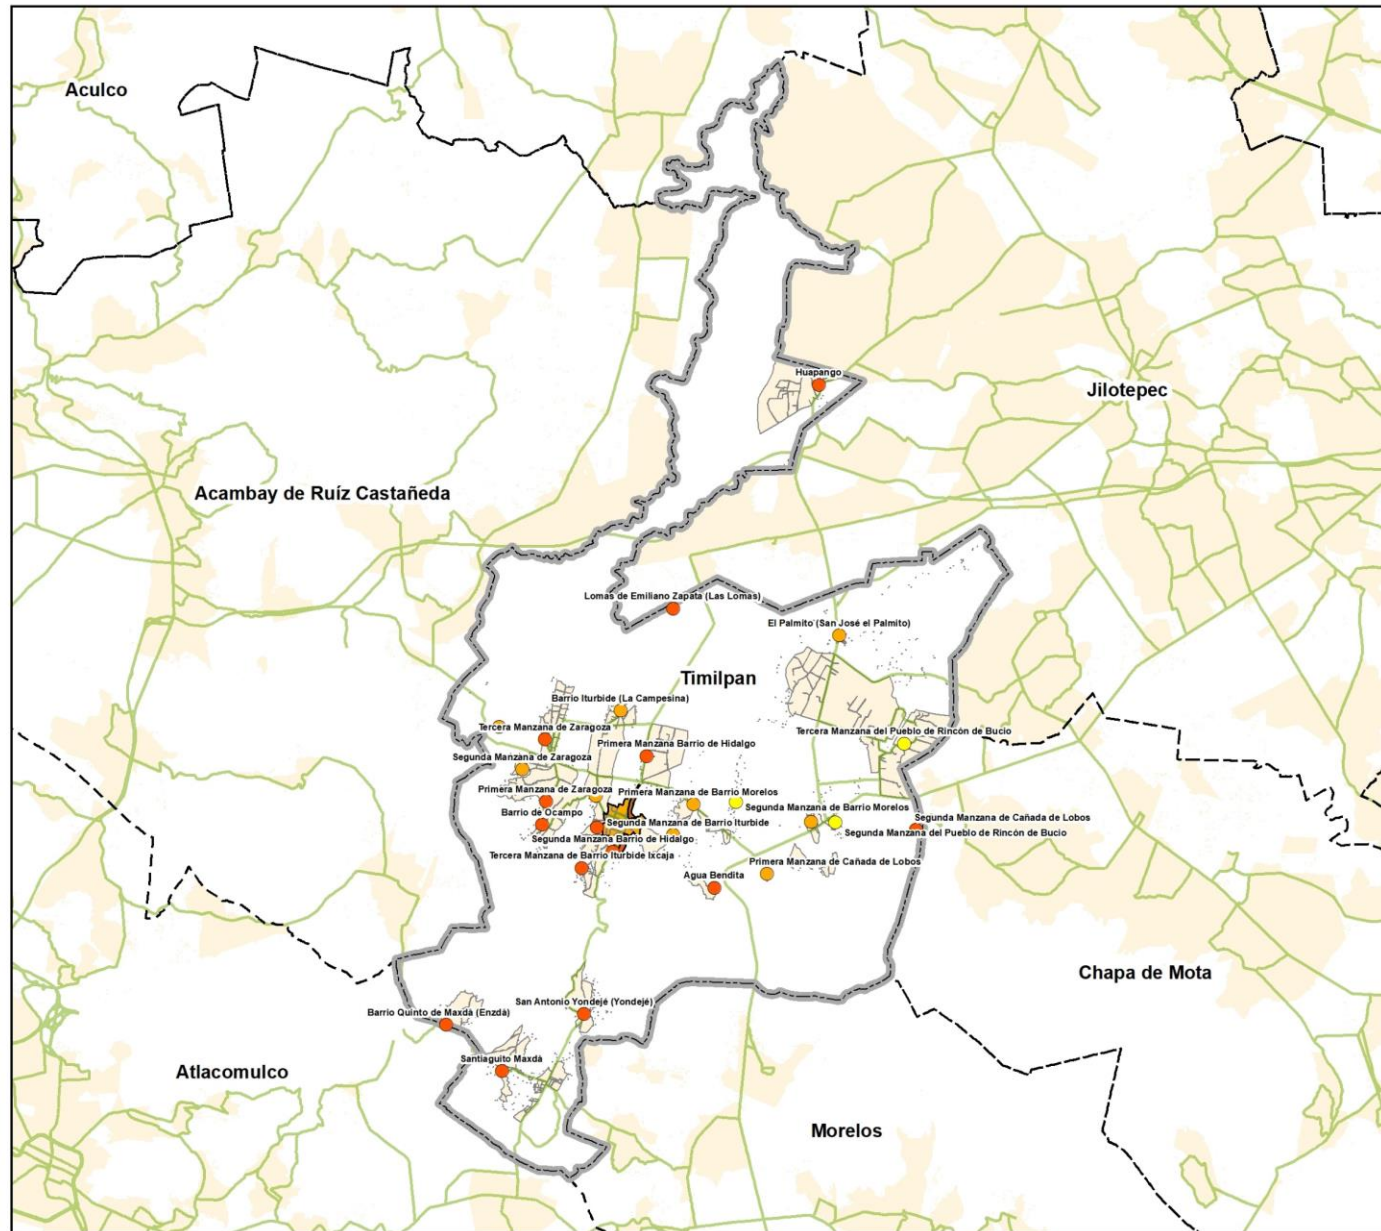 Aculco
Huapango
Jilotepec
Acambay de Ruíz Castañeda
Lomas de Emiliano Zapata (Las Lomas)
El Palmito (San José el Palmito)
Timilpan
Barrio Iturbide (La Campesina)
Tercera Manzana de Zaragoza
Tercera Manzana del Pueblo de Rincón de Bucio
Primera Manzana Barrio de Hidalgo
Segunda Manzana de Zaragoza
Primera Manzana de Zaragoza
Primera Manzana de Barrio Morelos
Segunda Manzana de Barrio Morelos
Barrio de Ocampo
Segunda Manzana de Cañada de Lobos
Segunda Manzana de Barrio Iturbide
Segunda Manzana del Pueblo de Rincón de Bucio
Segunda Manzana Barrio de Hidalgo
Tercera Manzana de Barrio Iturbide Ixcaja
Primera Manzana de Cañada de Lobos
Agua Bendita
Chapa de Mota
San Antonio Yondejé (Yondejé)
Barrio Quinto de Maxdà (Enzdà)
Santiaguito Maxdà
Atlacomulco
Morelos